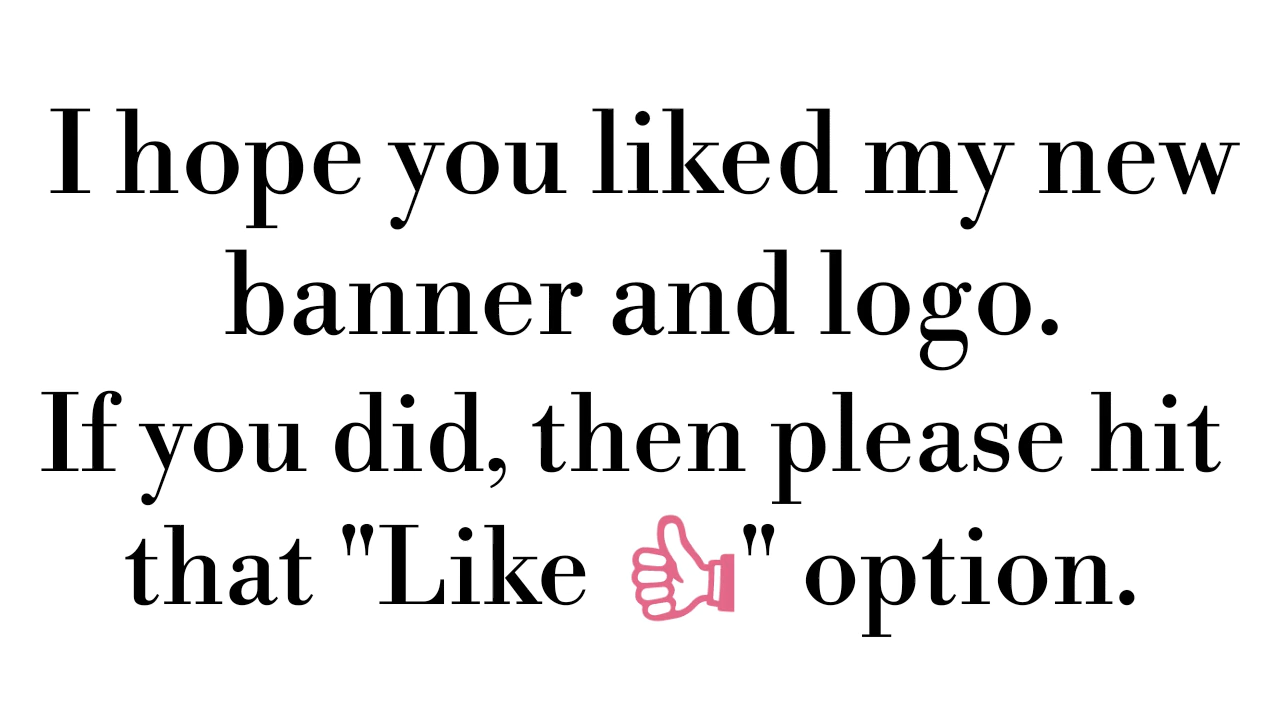 I hope you liked my new
banner and logo.
If you did, then please hit
that "Like 👍" option.